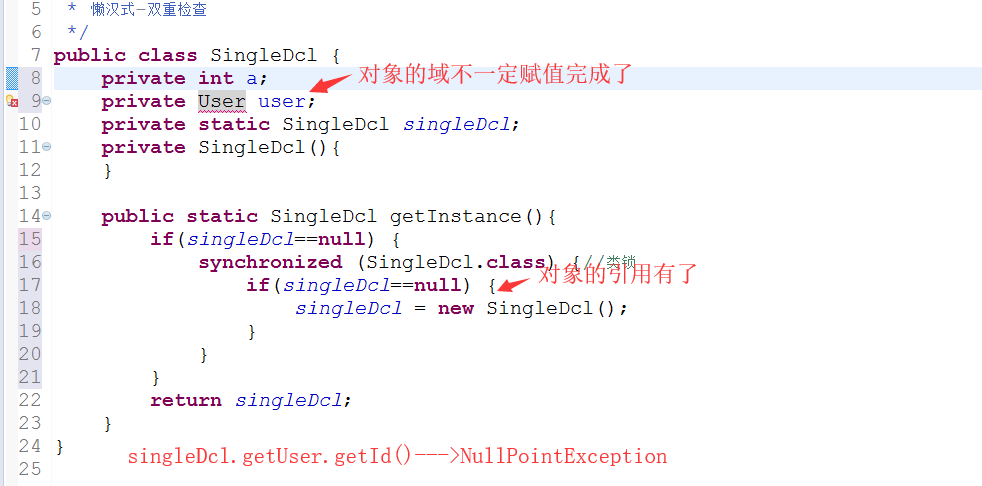 5 * 懒汉式-双重检查
6 */
7 public class SingleDcl {
8 private int a;
对象的域不一定赋值完成了
9 private User user;
10 private static SingleDcl singleDcl;
11 private SingleDcl(){
12 }
13
14 public static SingleDcl getInstance(){
15 if(singleDcl==null) {
16 synchronized (SingleDcl.class) {//类锁
对象的引用有了
17 if(singleDcl==null) {
18 singleDcl = new SingleDcl();
19 }
20 }
21 }
22 return singleDcl;
23 }
24 }
singleDcl.getUser.getId()--->NullPointException
25